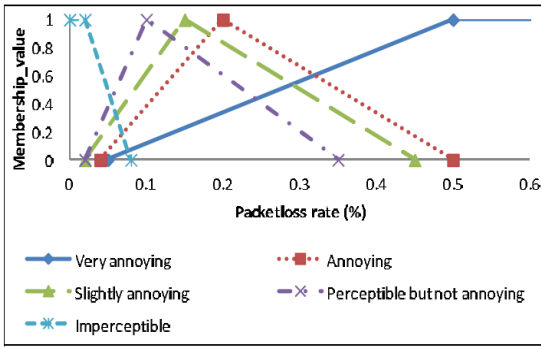 Membership_value
1
0.8
0.6
0.4
0.2
0
0 0.1 0.2 0.3 0.4 0.5 0.6
Packetloss rate (%)
Very annoying
Annoying
Slightly annoying
Perceptible but not annoying
Imperceptible